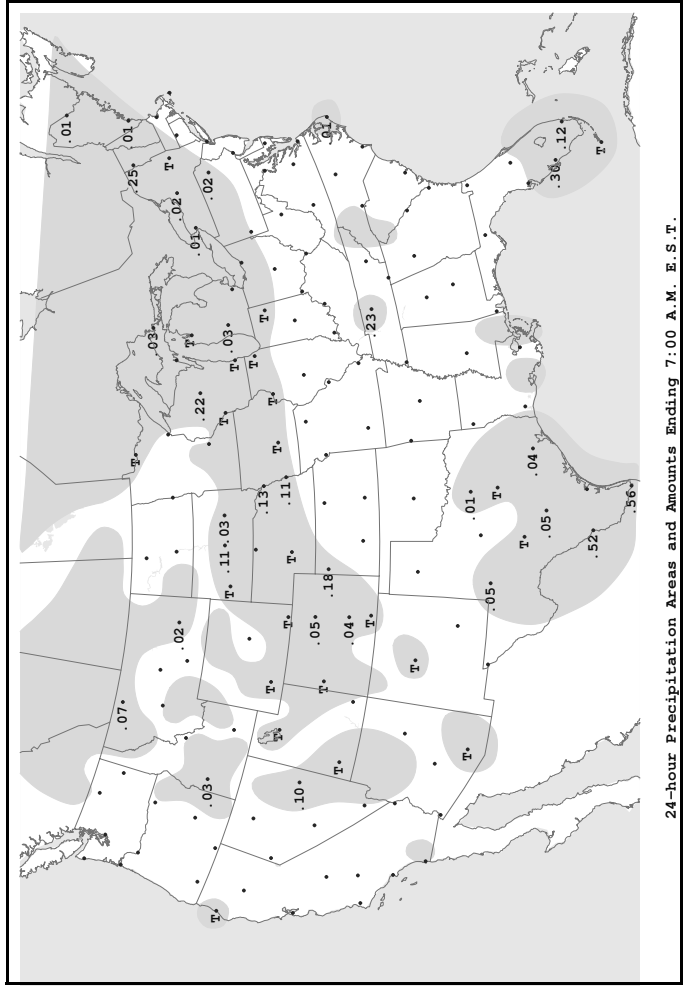 .01
.07
.01
.25
T
.03
T
.02
.02
T
.01
.22
.03
.02
T
.11
.03
T
.03
T
T
T
.13
T
T
T
T
T
.11
T
T
.10
.05
T
.01
.18
T
.04
T
.23
T
T
.01
.05
T
T
.04
.05
.30
.12
.52
T
.56
24-hour Precipitation Areas and Amounts Ending 7:00 A.M. E.S.T.